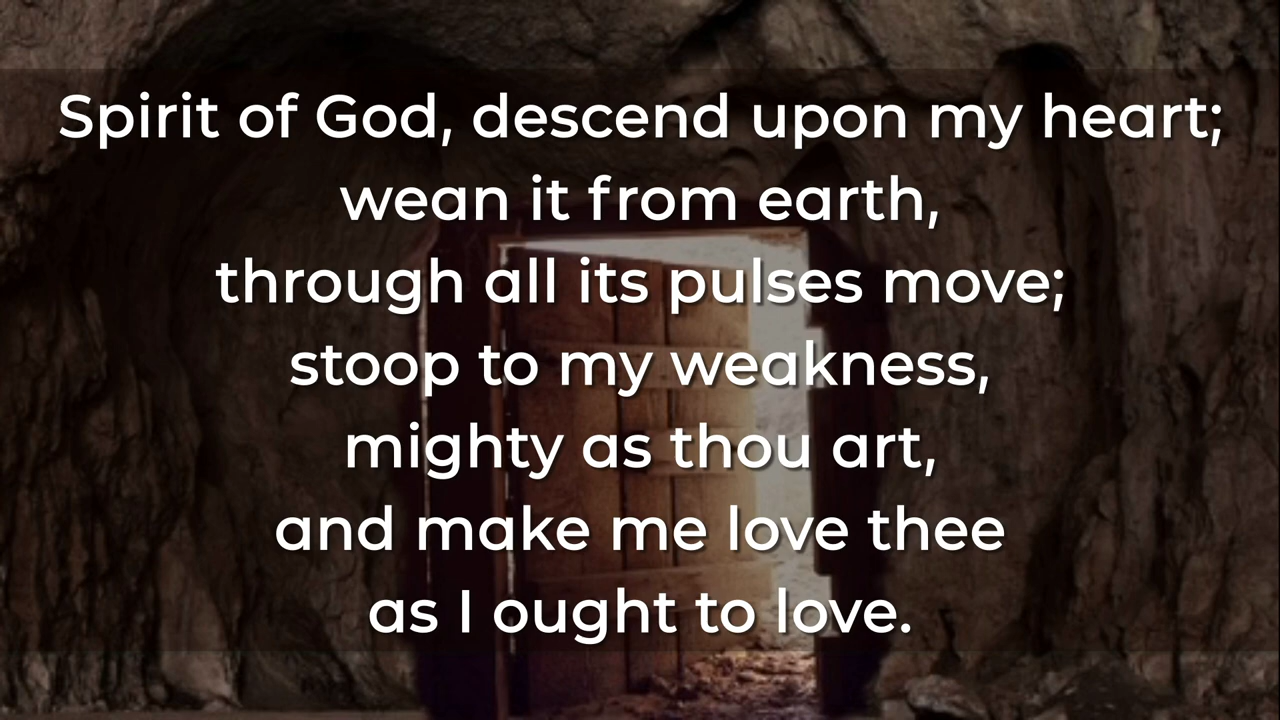 Spirit of God, descend upon my heart;
wean it from earth,
through all its pulses move;
stoop to my weakness,
mighty as thou art,
and make me love thee
as I ought to love.